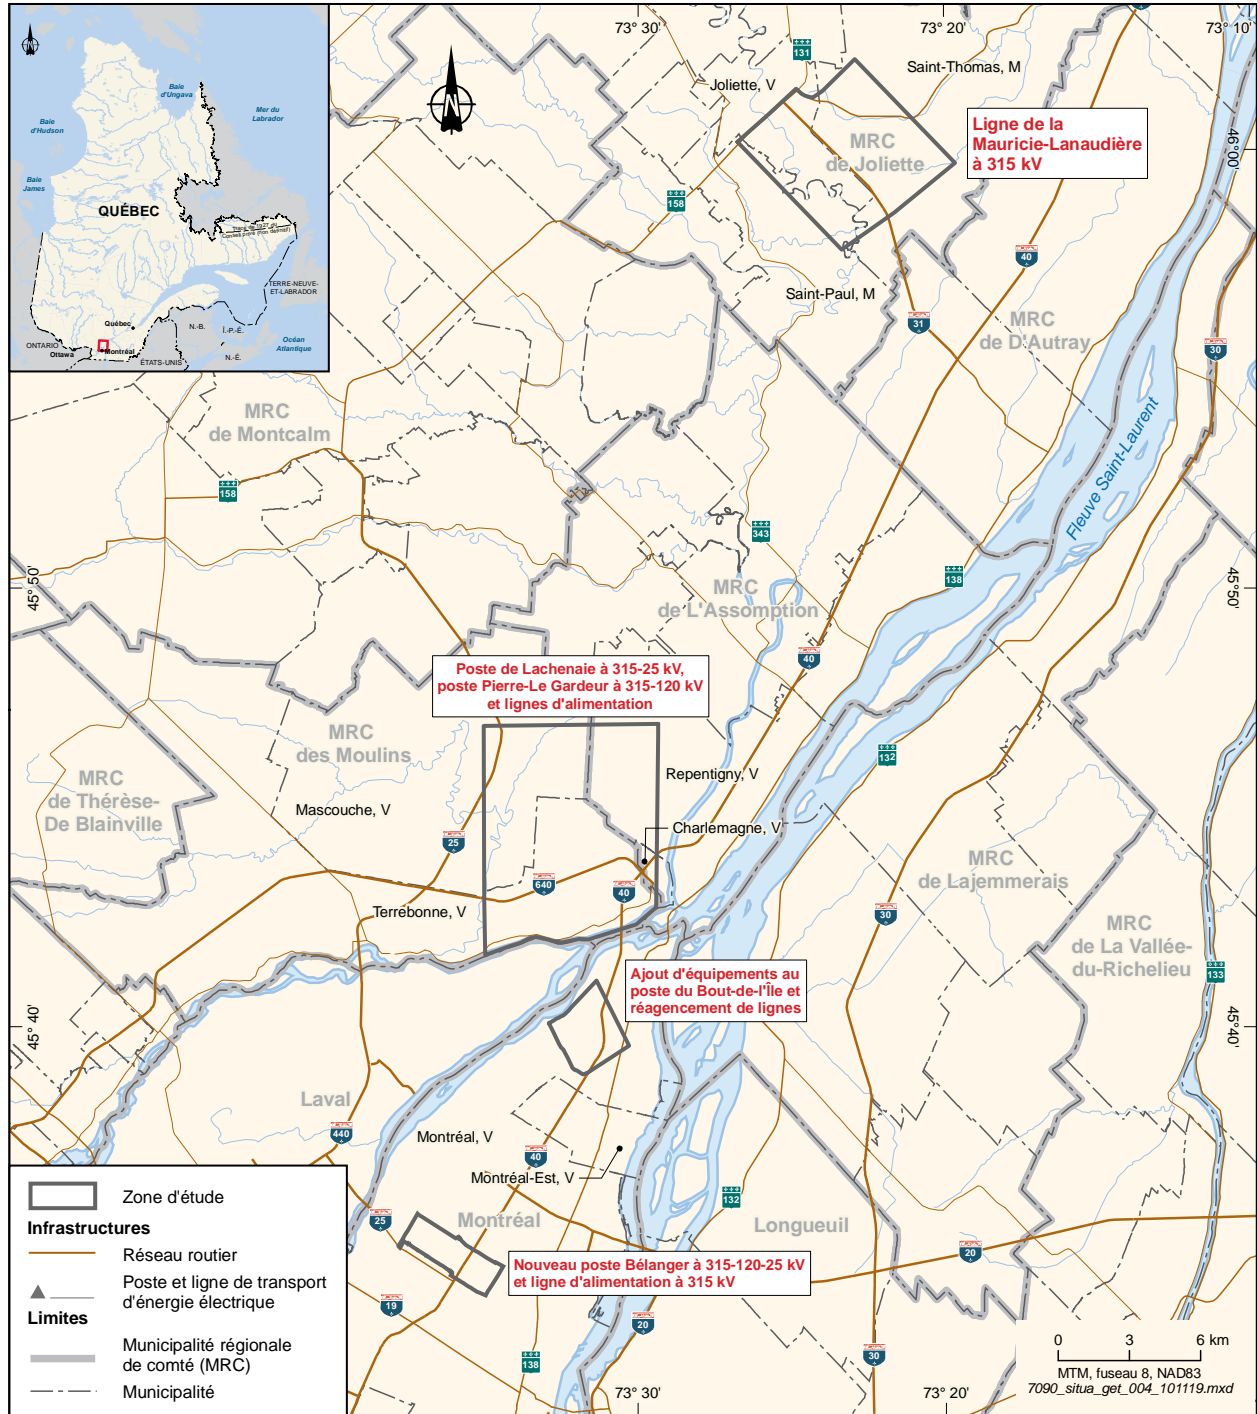 73° 30'
73° 20'
73° 10'
Baie
d'Ungava
Mer du
Labrador
Baie
d'Hudson
Baie
James
QUÉBEC
TERRE-NEUVE-
ET-LABRADOR
Québec
N.-B.
Î.-P.-É.
ONTARIO
Ottawa
Montréal
ÉTATS-UNIS
N.-É.
Océan
Atlantique
N
131
Joliette, V
Saint-Thomas, M
Ligne de la
Mauricie-Lanaudière
à 315 kV
MRC
de Joliette
46° 00'
158
40
Saint-Paul, M
31
MRC
de D'Autray
30
MRC
de Montcalm
158
Fleuve Saint-Laurent
343
138
45° 50'
45° 50'
MRC
de L'Assomption
40
Poste de Lachenaie à 315-25 kV,
poste Pierre-Le Gardeur à 315-120 kV
et lignes d'alimentation
MRC
des Moulins
132
MRC
de Thérèse-
De Blainville
Repentigny, V
Mascouche, V
Charlemagne, V
25
MRC
de Lajemmerais
640
40
Terrebonne, V
30
MRC
de La Vallée-
du-Richelieu
133
Ajout d'équipements au
poste du Bout-de-l'Île et
réagencement de lignes
45° 40'
45° 40'
Laval
440
Montréal, V
40
Montréal-Est, V
132
25
Montréal
Longueuil
20
Nouveau poste Bélanger à 315-120-25 kV
et ligne d'alimentation à 315 kV
19
20
138
30
Zone d'étude
Infrastructures
Réseau routier
Poste et ligne de transport
d'énergie électrique
Limites
Municipalité régionale
de comté (MRC)
Municipalité
0 3 6 km
MTM, fuseau 8, NAD83
7090_situa_get_004_101119.mxd
73° 30'
73° 20'